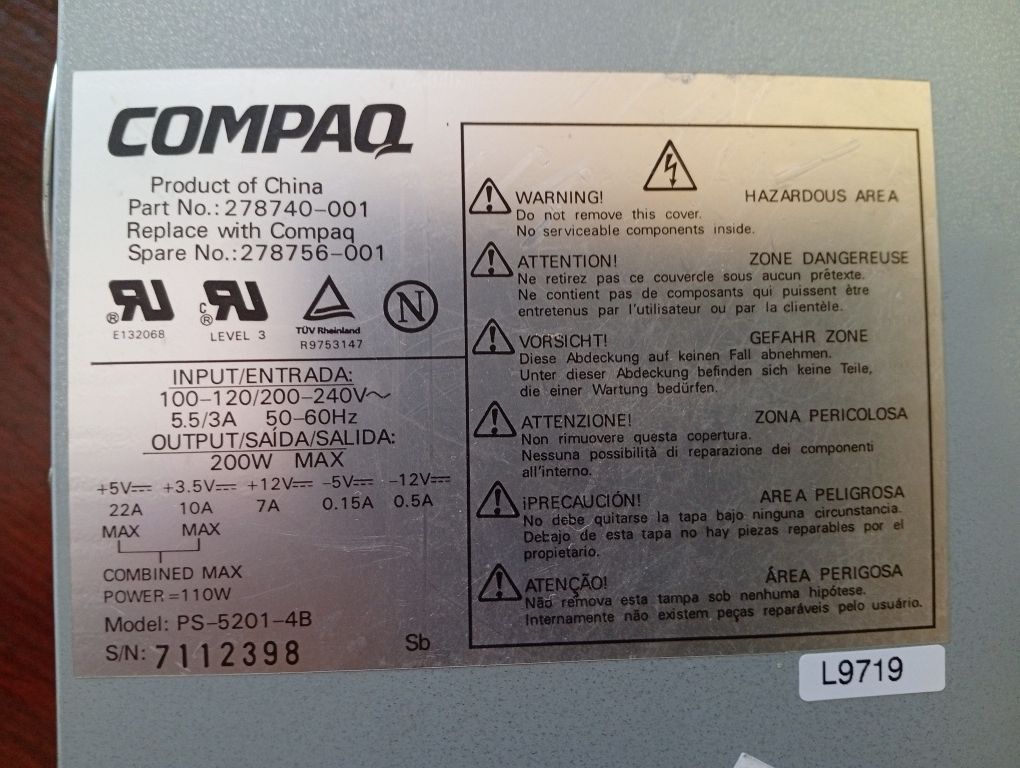 COMPAQ
Product of China
Part No.: 278740-001
Replace with Compaq
Spare No.: 278756-001
E132068
LEVEL 3
TÜV Rheinland
R9753147
N
INPUT/ENTRADA:
100-120/200-240V~
5.5/3A 50-60Hz
OUTPUT/SAÍDA/SALIDA:
200W MAX
+5V⎓ +3.5V⎓ +12V⎓ -5V⎓ -12V⎓
22A 10A 7A 0.15A 0.5A
MAX MAX
COMBINED MAX
POWER=110W
Model: PS-5201-4B
S/N: 7112398
Sb
WARNING! HAZARDOUS AREA
Do not remove this cover.
No serviceable components inside.
ATTENTION! ZONE DANGEREUSE
Ne retirez pas ce couvercle sous aucun prêtexte.
Ne contient pas de composants qui puissent être
entretenus par l'utilisateur ou par la clientèle.
VORSICHT! GEFAHR ZONE
Diese Abdeckung auf keinen Fall abnehmen.
Unter dieser Abdeckung befinden sich keine Teile,
die einer Wartung bedürfen.
ATTENZIONE! ZONA PERICOLOSA
Non rimuovere questa copertura.
Nessuna possibilità di reparazione dei componenti
all'interno.
¡PRECAUCIÓN! AREA PELIGROSA
No debe quitarse la tapa bajo ninguna circunstancia.
Debajo de esta tapa no hay piezas reparables por el
propietario.
ATENÇÃO! ÁREA PERIGOSA
Não remova esta tampa sob nenhuma hipótese.
Internamente não existem peças reparáveis pelo usuário.
L9719